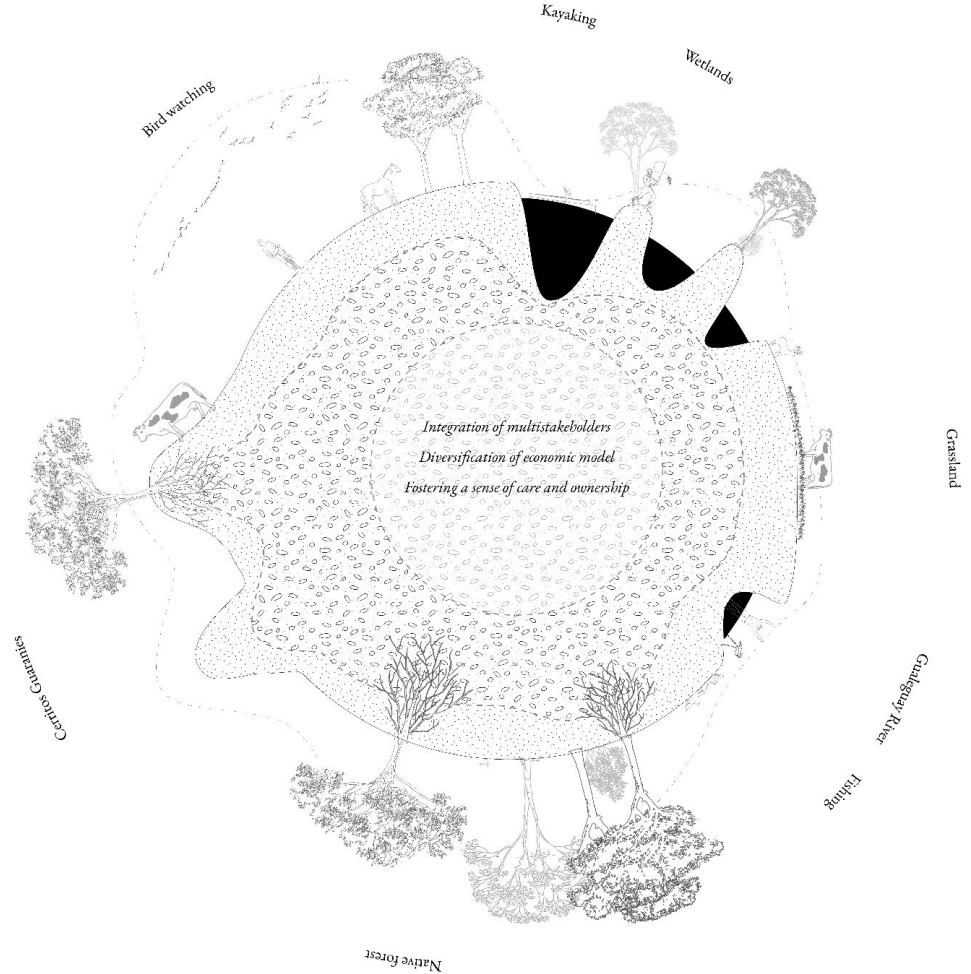 Kayaking
Wetlands
Bird watching
Integration of multistakeholders
Diversification of economic model
Fostering a sense of care and ownership
Grassland
Gualeguay River
Fishing
Cerritos Guaranies
Native forest